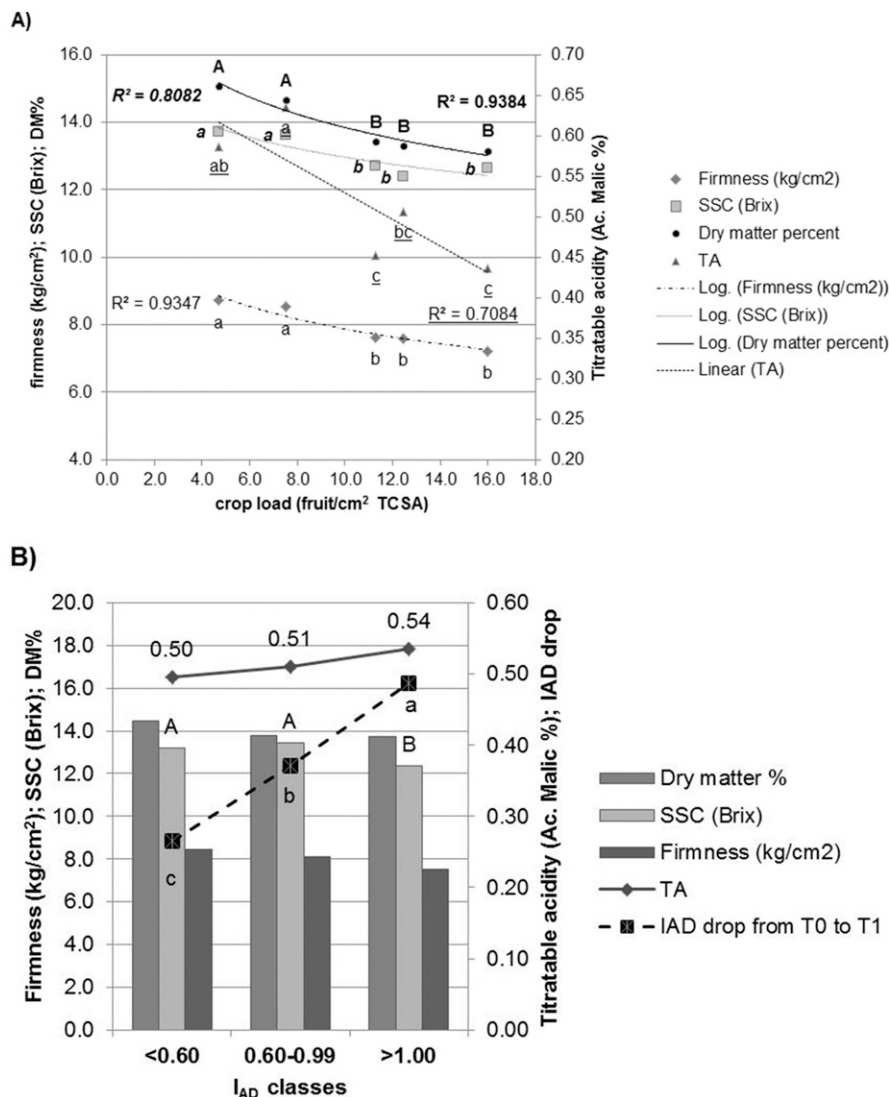 A)
16.0
14.0
12.0
10.0
8.0
6.0
4.0
firmness (kg/cm²); SSC (Brix); DM%
0.0 2.0 4.0 6.0 8.0 10.0 12.0 14.0 16.0 18.0
crop load (fruit/cm² TCSA)
0.70
0.65
0.60
0.55
0.50
0.45
0.40
0.35
0.30
0.25
0.20
Titratable acidity (Ac. Malic %)
R² = 0.8082
R² = 0.9384
A A B B B
a a b b b
ab a c bc c
R² = 0.9347
R² = 0.7084
a a b b b
Firmness (kg/cm2)
SSC (Brix)
Dry matter percent
TA
Log. (Firmness (kg/cm2))
Log. (SSC (Brix))
Log. (Dry matter percent)
Linear (TA)
B)
20.0
18.0
16.0
14.0
12.0
10.0
8.0
6.0
4.0
2.0
0.0
Firmness (kg/cm²); SSC (Brix); DM%
0.50 0.51 0.54
A A B
c b a
<0.60 0.60-0.99 >1.00
IAD classes
0.60
0.50
0.40
0.30
0.20
0.10
0.00
Titratable acidity (Ac. Malic %); IAD drop
Dry matter %
SSC (Brix)
Firmness (kg/cm2)
TA
IAD drop from T0 to T1